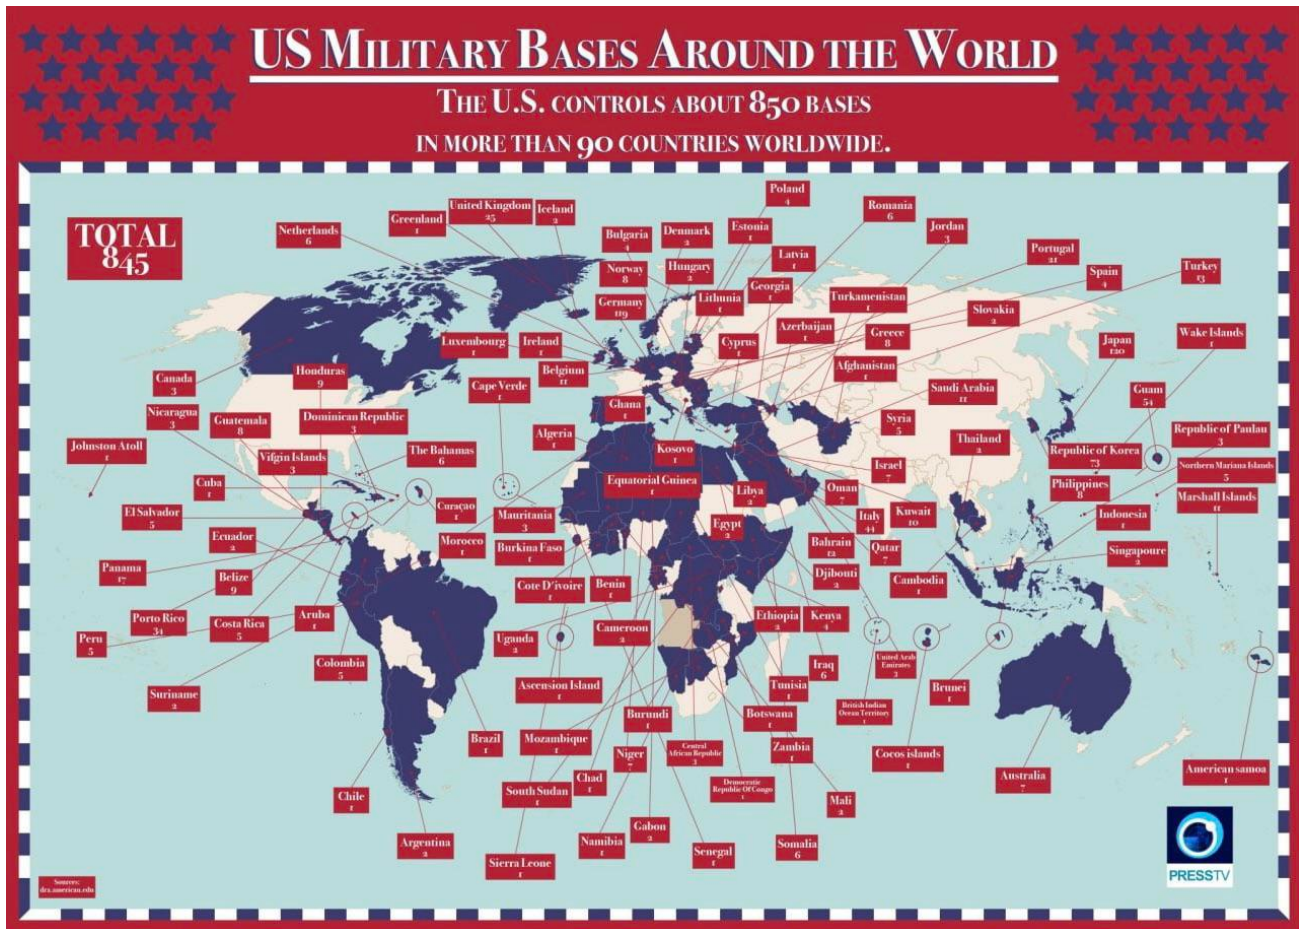 US MILITARY BASES AROUND THE WORLD
THE U.S. CONTROLS ABOUT 850 BASES
IN MORE THAN 90 COUNTRIES WORLDWIDE.
TOTAL
845
Netherlands
6
Greenland
1
United Kingdom
25
Iceland
2
Bulgaria
4
Denmark
2
Estonia
1
Poland
4
Romania
6
Jordan
3
Portugal
21
Spain
4
Turkey
13
Norway
8
Hungary
2
Latvia
1
Germany
119
Lithunia
1
Georgia
1
Turkamenistan
1
Slovakia
2
Luxembourg
1
Ireland
1
Cyprus
1
Azerbaijan
1
Greece
8
Japan
120
Wake Islands
1
Honduras
9
Belgium
11
Afghanistan
1
Canada
3
Cape Verde
1
Saudi Arabia
11
Guam
54
Nicaragua
3
Guatemala
8
Dominican Republic
3
Ghana
1
Syria
5
Johnston Atoll
1
Vifgin Islands
3
The Bahamas
6
Algeria
1
Kosovo
1
Thailand
2
Republic of Korea
73
Republic of Paulau
3
Cuba
1
Equatorial Guinea
1
Israel
7
Northern Mariana Islands
5
El Salvador
5
Curaçao
1
Mauritania
3
Libya
2
Oman
7
Kuwait
10
Philippines
8
Marshall Islands
11
Ecuador
2
Morocco
1
Burkina Faso
1
Egypt
2
Italy
44
Indonesia
1
Panama
17
Belize
9
Bahrain
12
Qatar
7
Singapoure
2
Cote D'ivoire
1
Benin
1
Djibouti
2
Cambodia
1
Porto Rico
34
Costa Rica
5
Aruba
1
Peru
5
Uganda
2
Cameroon
2
Ethiopia
2
Kenya
4
Colombia
5
Iraq
6
United Arab
Emirates
3
Suriname
2
Ascension Island
1
Tunisia
1
Brunei
1
British Indian
Ocean Territory
1
Brazil
1
Mozambique
1
Burundi
1
Botswana
1
Niger
7
Central
African Republic
3
Zambia
1
Cocos islands
1
Australia
7
American samoa
1
Chile
1
South Sudan
1
Chad
1
Democratic
Republic Of Congo
1
Mali
2
Argentina
2
Sierra Leone
1
Namibia
1
Gabon
2
Senegal
1
Somalia
6
Sources:
dra.american.edu
PRESSTV